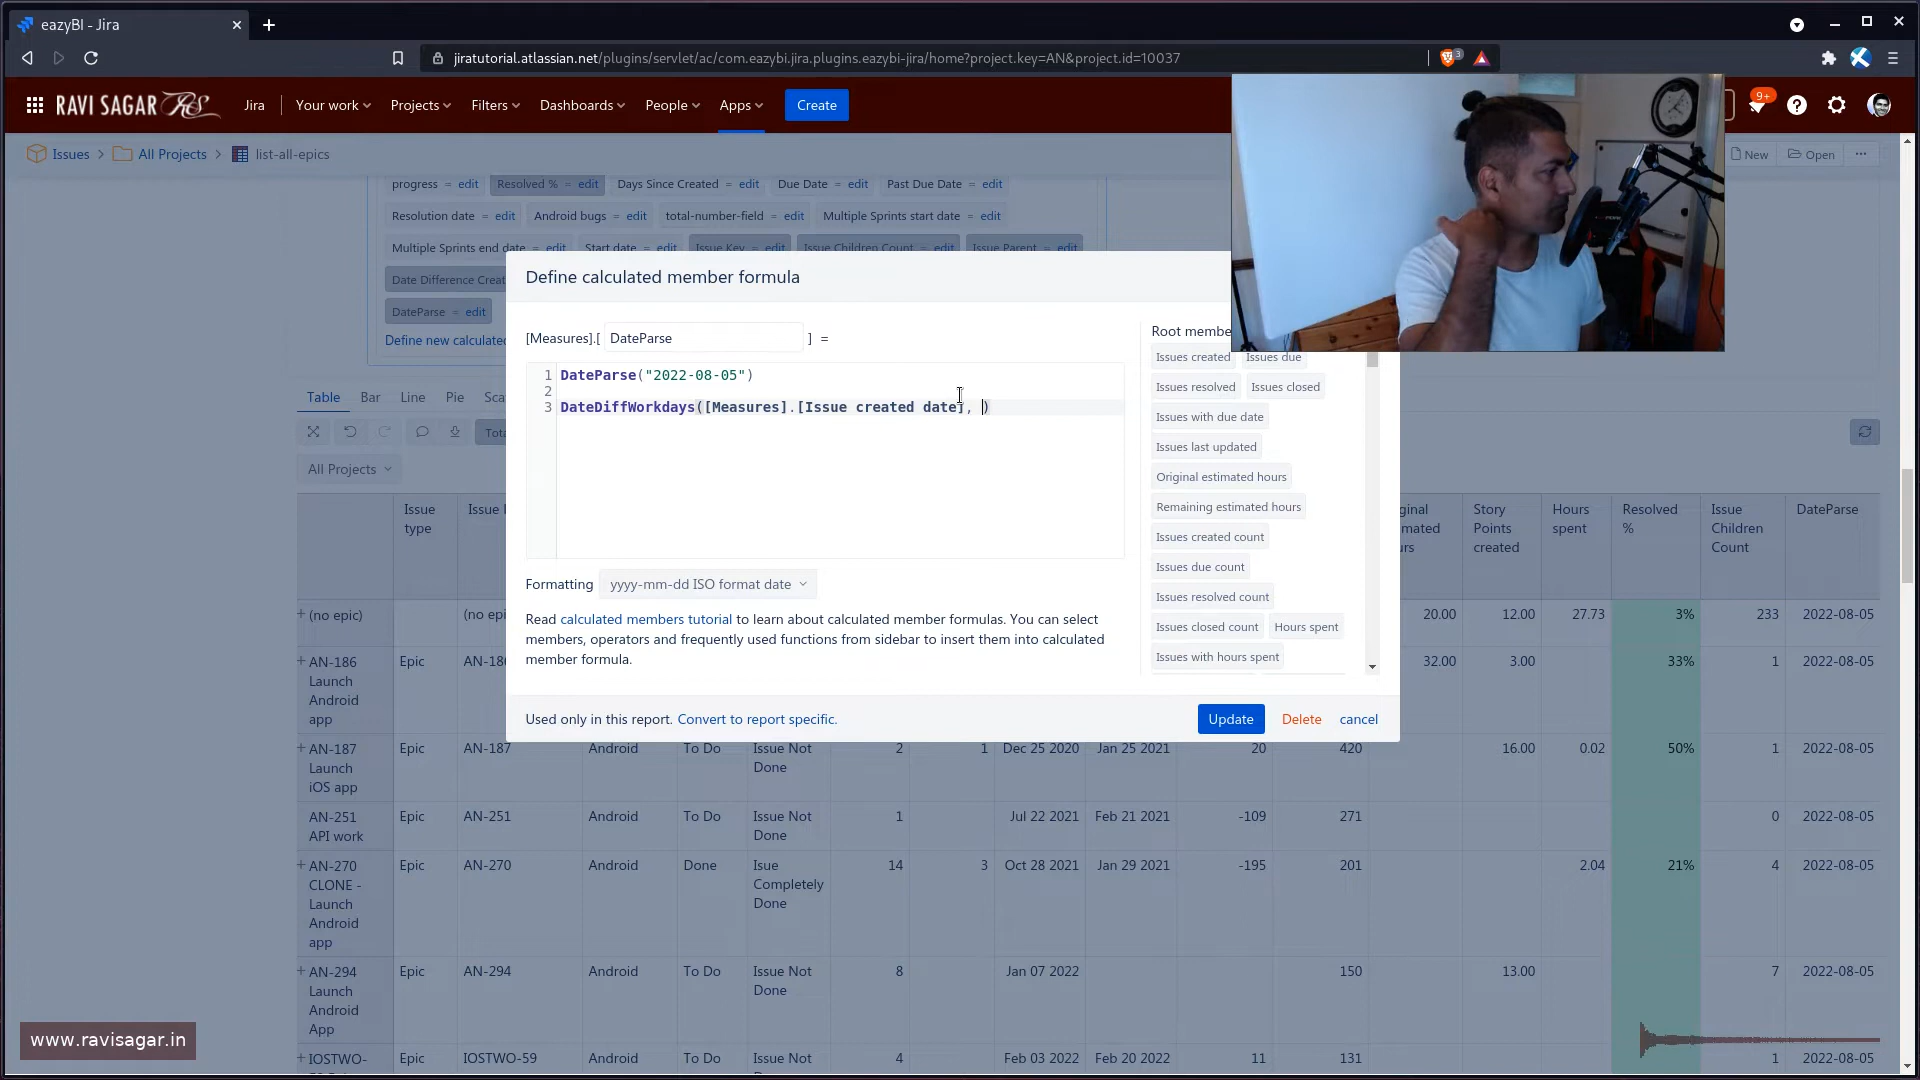 eazyBI - Jira
jiratutorial.atlassian.net/plugins/servlet/ac/com.eazybi.jira.plugins.eazybi-jira/home?project.key=AN&project.id=10037
3
RAVI SAGAR RS Jira Your work Projects Filters Dashboards People Apps Create 9+
Issues All Projects list-all-epics New Open
progress = edit Resolved % = edit Days Since Created = edit Due Date = edit Past Due Date = edit
Resolution date = edit Android bugs = edit total-number-field = edit Multiple Sprints start date = edit
Multiple Sprints end date = edit Start date = edit Issue Key = edit Issue Children Count = edit Issue Parent = edit
Date Difference Creat
DateParse = edit
Define new calculated
Define calculated member formula
[Measures].[ DateParse ] =
1 DateParse("2022-08-05")
2
3 DateDiffWorkdays([Measures].[Issue created date], )
Formatting yyyy-mm-dd ISO format date
Read calculated members tutorial to learn about calculated member formulas. You can select
members, operators and frequently used functions from sidebar to insert them into calculated
member formula.
Root membe
Issues created Issues due
Issues resolved Issues closed
Issues with due date
Issues last updated
Original estimated hours
Remaining estimated hours
Issues created count
Issues due count
Issues resolved count
Issues closed count Hours spent
Issues with hours spent
Used only in this report. Convert to report specific. Update Delete cancel
Table Bar Line Pie Sca
Tota
All Projects
Issue type Issue ginal mated urs Story Points created Hours spent Resolved % Issue Children Count DateParse
(no epic) (no epi 20.00 12.00 27.73 3% 233 2022-08-05
AN-186 Launch Android app Epic AN-186 32.00 3.00 33% 1 2022-08-05
AN-187 Launch iOS app Epic AN-187 Android To Do Issue Not Done 2 1 Dec 25 2020 Jan 25 2021 20 420 16.00 0.02 50% 1 2022-08-05
AN-251 API work Epic AN-251 Android To Do Issue Not Done 1 Jul 22 2021 Feb 21 2021 -109 271 0 2022-08-05
AN-270 CLONE - Launch Android app Epic AN-270 Android Done Isue Completely Done 14 3 Oct 28 2021 Jan 29 2021 -195 201 2.04 21% 4 2022-08-05
AN-294 Launch Android App Epic AN-294 Android To Do Issue Not Done 8 Jan 07 2022 150 13.00 7 2022-08-05
IOSTWO- Epic IOSTWO-59 Android To Do Issue Not 4 Feb 03 2022 Feb 20 2022 11 131 1 2022-08-05
www.ravisagar.in